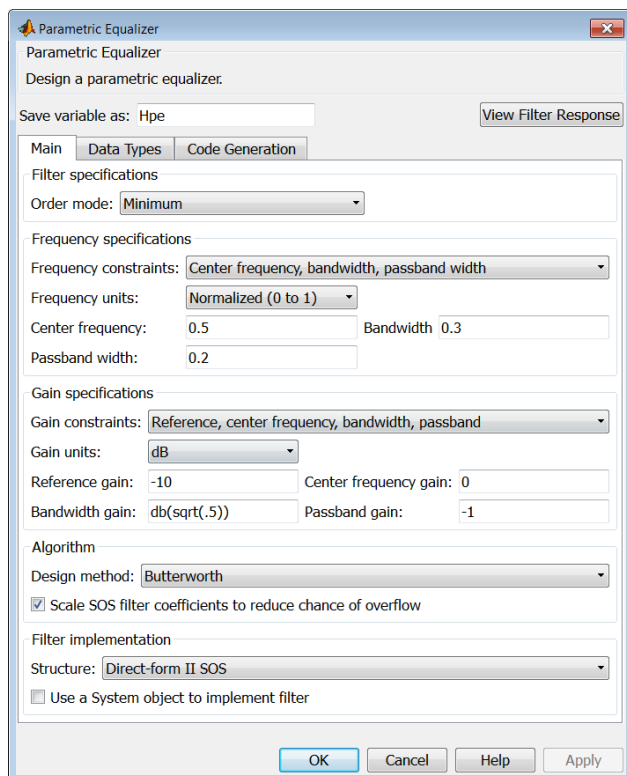 Parametric Equalizer
Parametric Equalizer
Design a parametric equalizer.
Save variable as: Hpe View Filter Response
Main Data Types Code Generation
Filter specifications
Order mode: Minimum
Frequency specifications
Frequency constraints: Center frequency, bandwidth, passband width
Frequency units: Normalized (0 to 1)
Center frequency: 0.5 Bandwidth 0.3
Passband width: 0.2
Gain specifications
Gain constraints: Reference, center frequency, bandwidth, passband
Gain units: dB
Reference gain: -10 Center frequency gain: 0
Bandwidth gain: db(sqrt(.5)) Passband gain: -1
Algorithm
Design method: Butterworth
Scale SOS filter coefficients to reduce chance of overflow
Filter implementation
Structure: Direct-form II SOS
Use a System object to implement filter
OK Cancel Help Apply